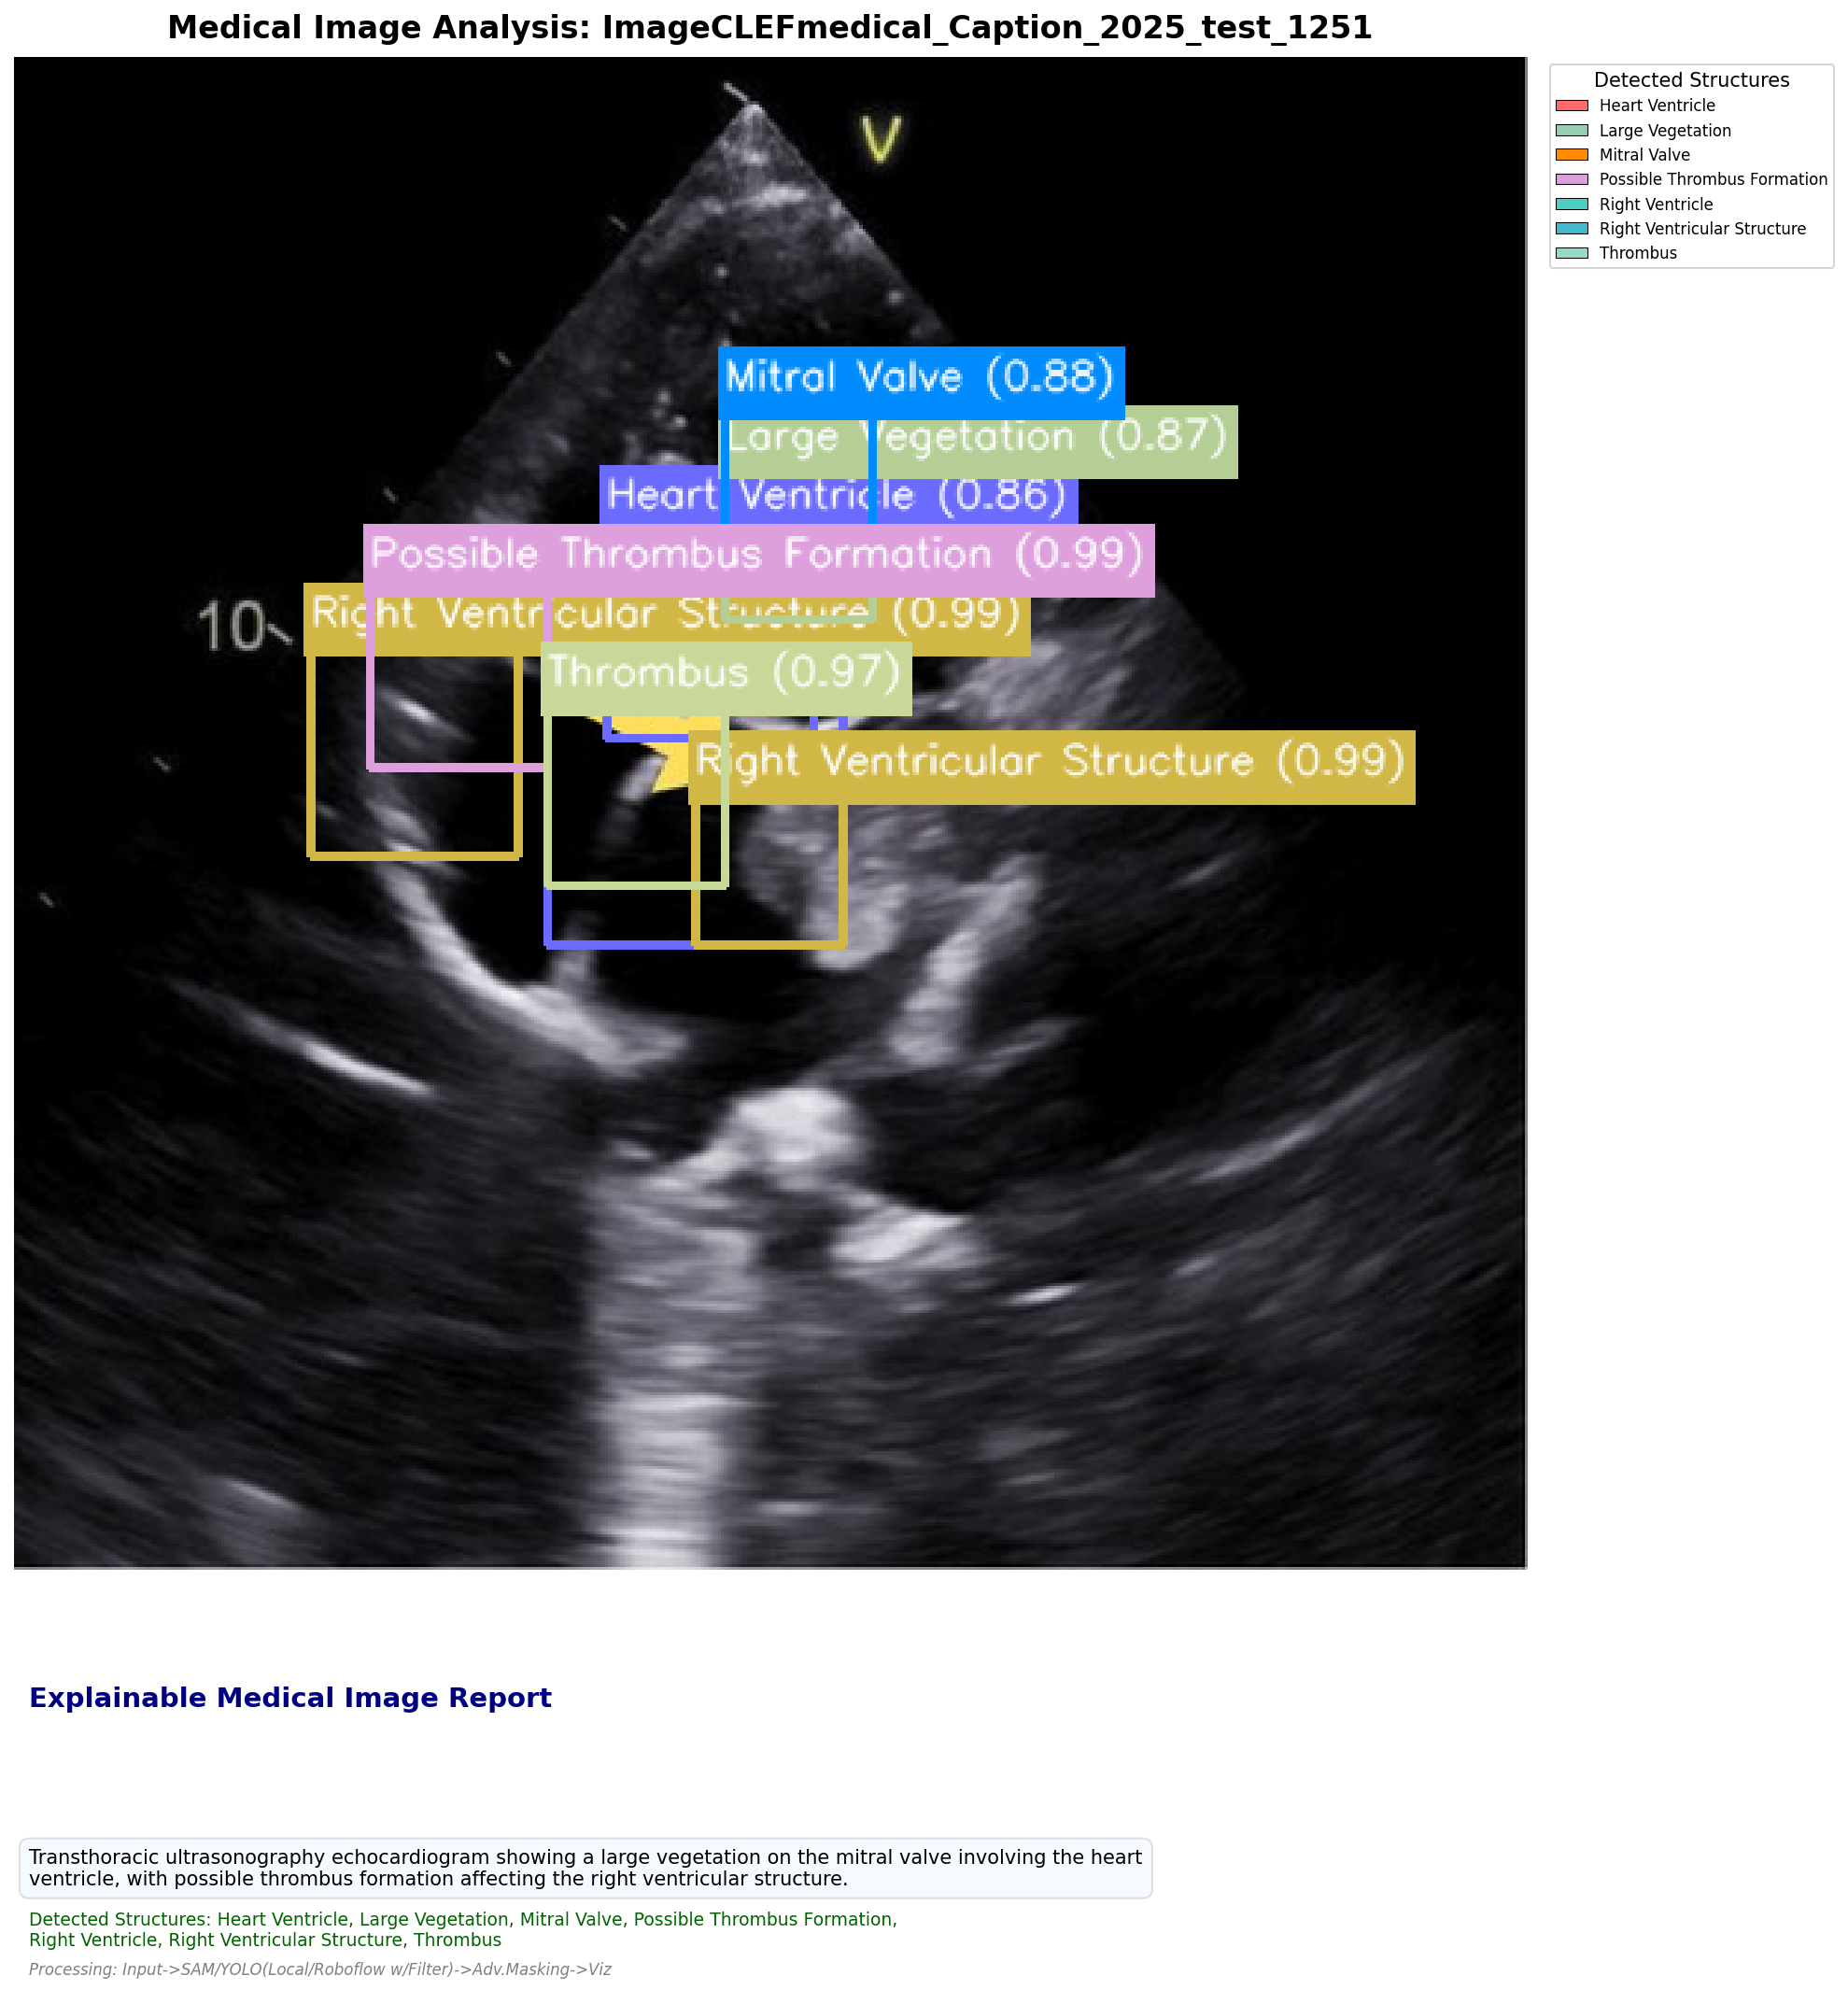 Medical Image Analysis: ImageCLEFmedical_Caption_2025_test_1251
Detected Structures
Heart Ventricle
Large Vegetation
Mitral Valve
Possible Thrombus Formation
Right Ventricle
Right Ventricular Structure
Thrombus
V
Mitral Valve (0.88)
Large Vegetation (0.87)
Heart Ventricle (0.86)
Possible Thrombus Formation (0.99)
10
Right Ventricular Structure (0.99)
Thrombus (0.97)
Right Ventricular Structure (0.99)
Explainable Medical Image Report
Transthoracic ultrasonography echocardiogram showing a large vegetation on the mitral valve involving the heart
ventricle, with possible thrombus formation affecting the right ventricular structure.
Detected Structures: Heart Ventricle, Large Vegetation, Mitral Valve, Possible Thrombus Formation,
Right Ventricle, Right Ventricular Structure, Thrombus
Processing: Input->SAM/YOLO(Local/Roboflow w/Filter)->Adv.Masking->Viz